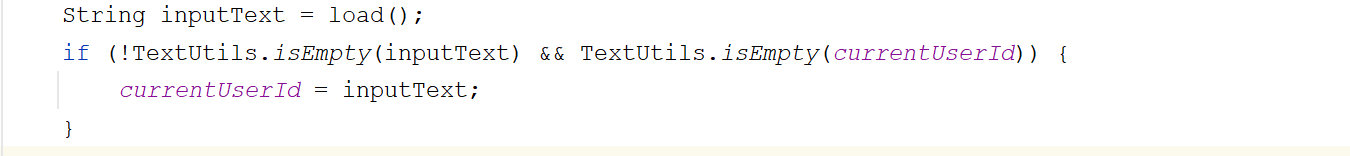 String inputText = load();
if (!TextUtils.isEmpty(inputText) && TextUtils.isEmpty(currentUserId)) {
    currentUserId = inputText;
}